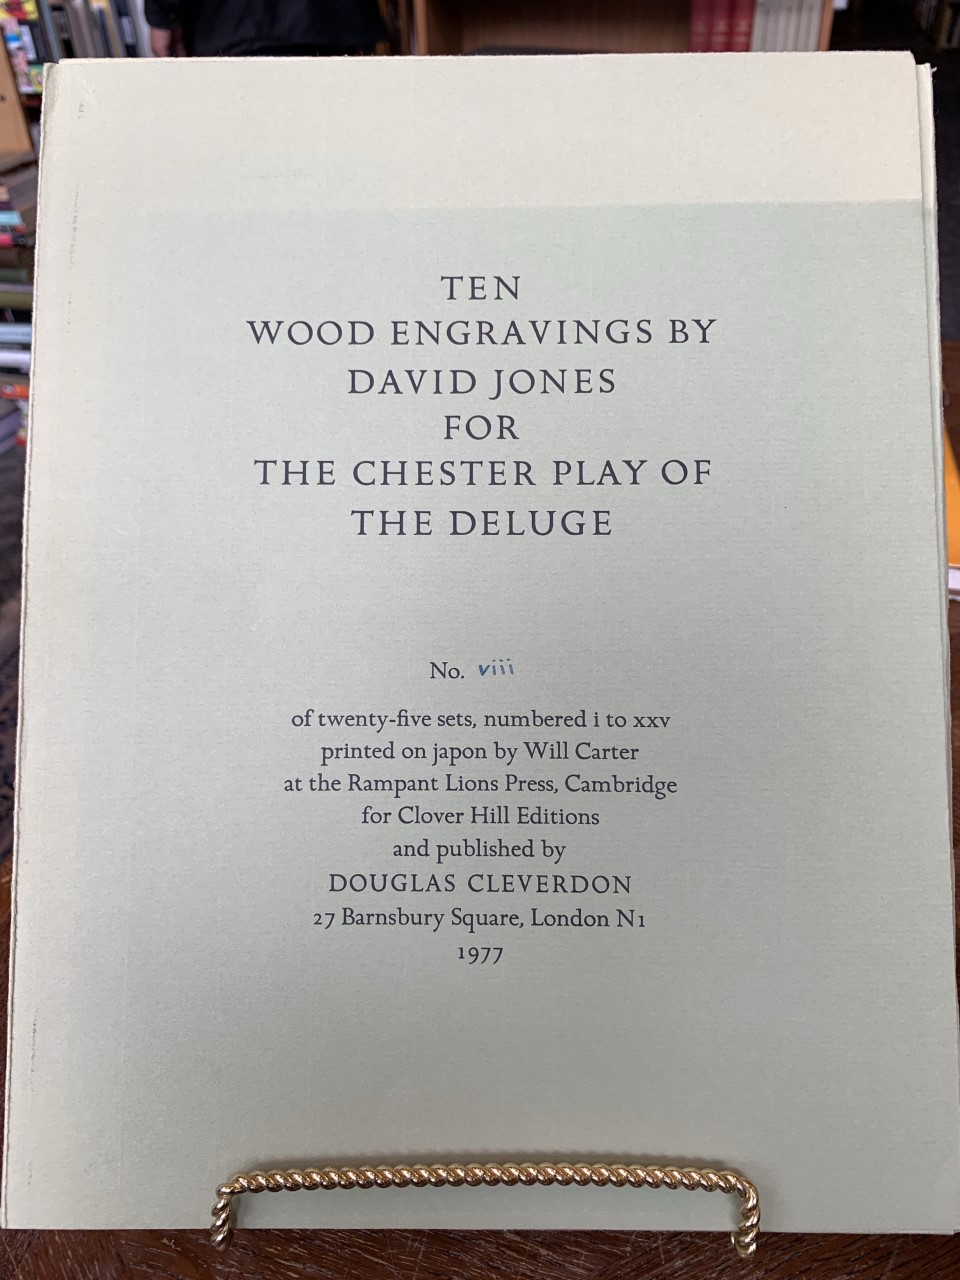 TEN
WOOD ENGRAVINGS BY
DAVID JONES
FOR
THE CHESTER PLAY OF
THE DELUGE
No. viii
of twenty-five sets, numbered i to xxv
printed on japon by Will Carter
at the Rampant Lions Press, Cambridge
for Clover Hill Editions
and published by
DOUGLAS CLEVERDON
27 Barnsbury Square, London N1
1977